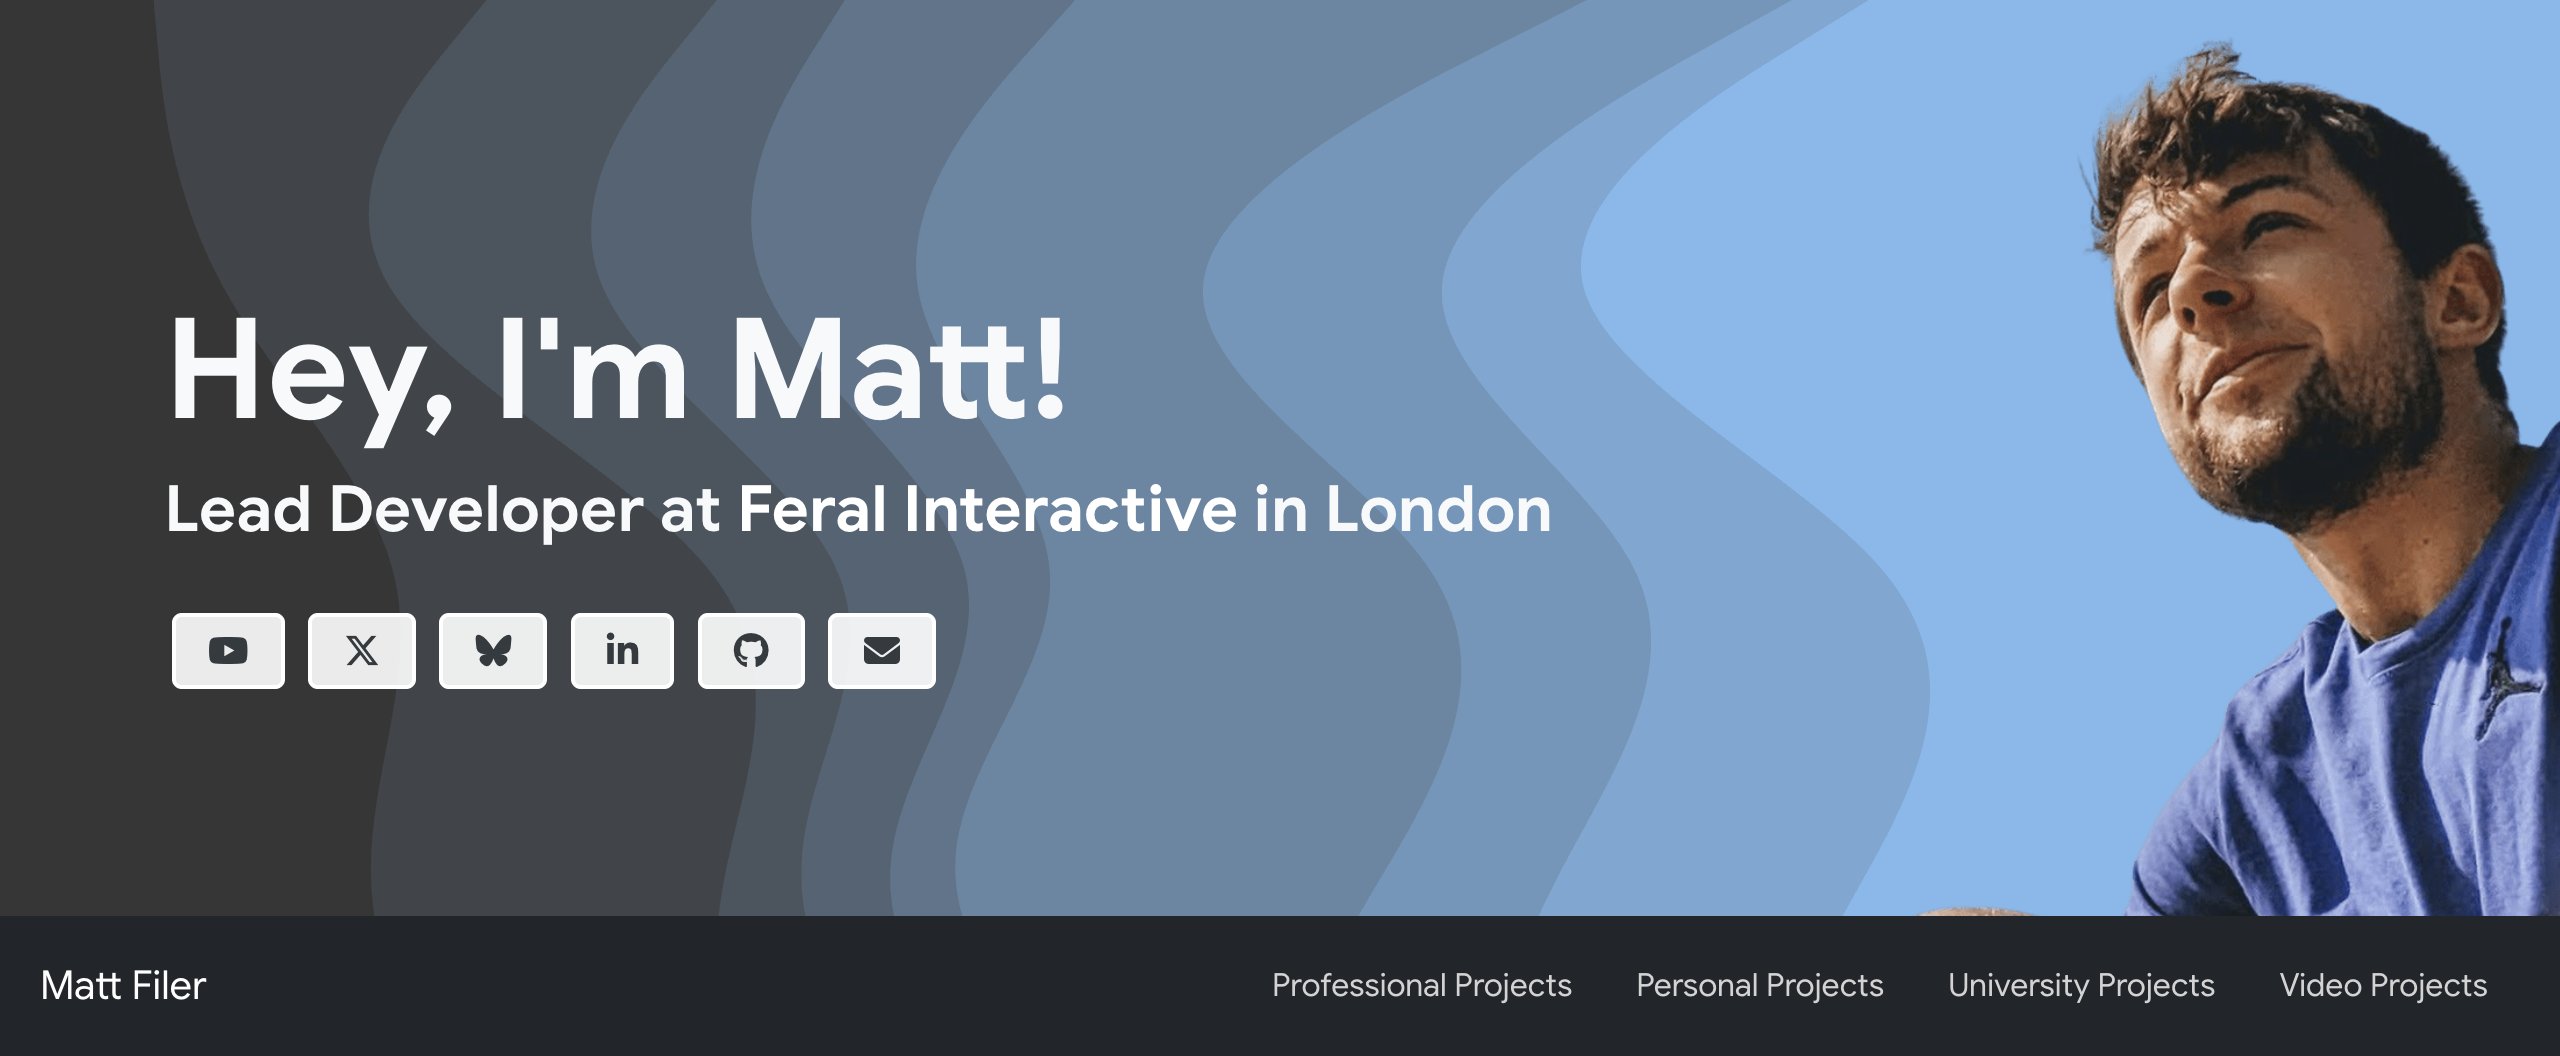 Hey, I'm Matt!
Lead Developer at Feral Interactive in London
Matt Filer
Professional Projects
Personal Projects
University Projects
Video Projects